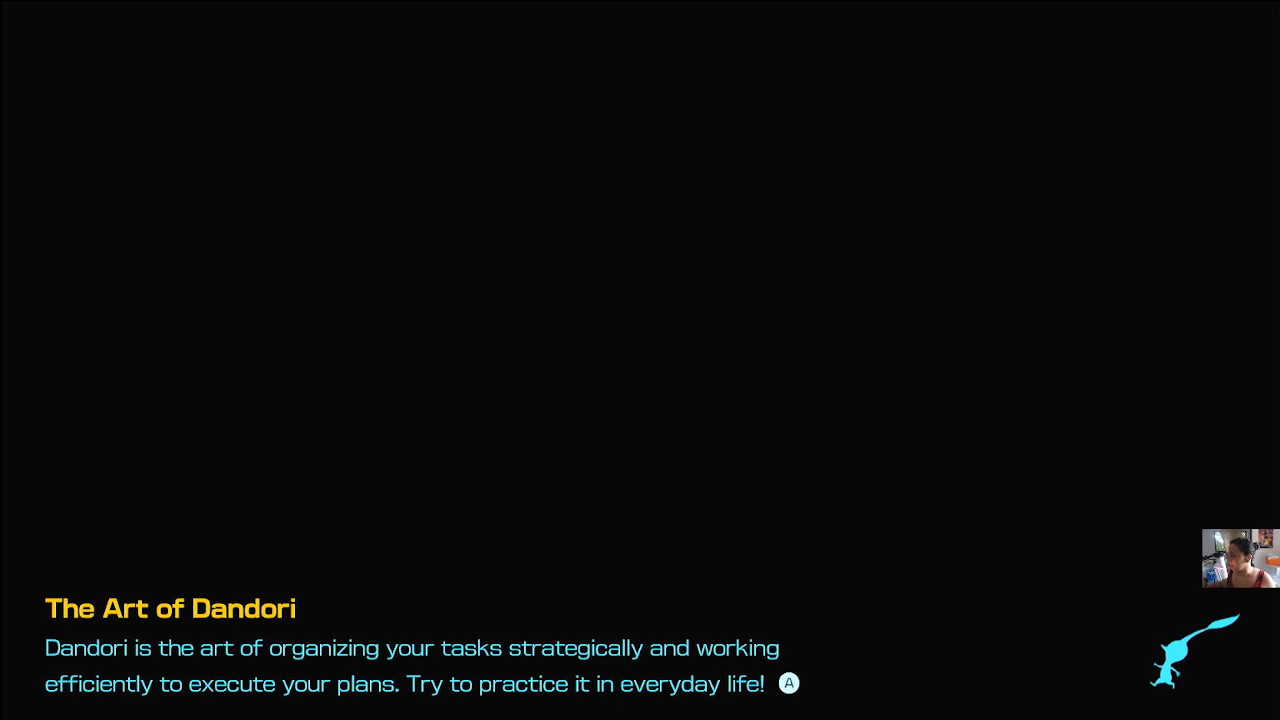 The Art of Dandori
Dandori is the art of organizing your tasks strategically and working
efficiently to execute your plans. Try to practice it in everyday life! A